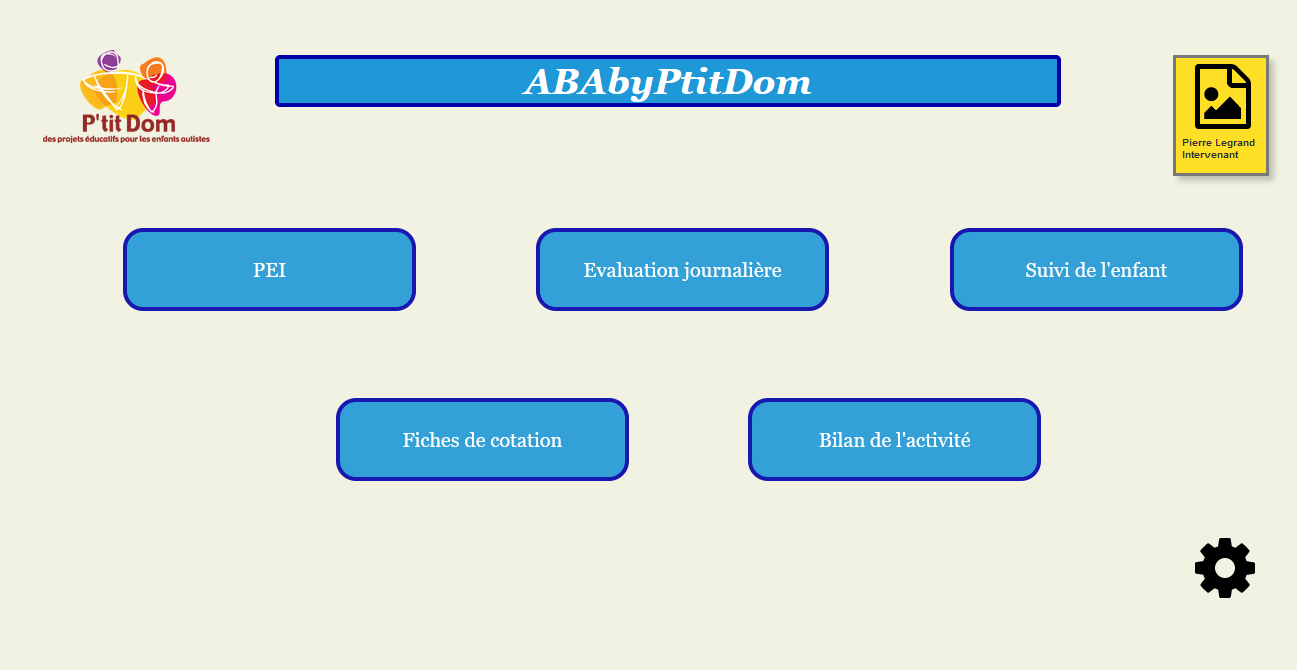 P'tit Dom
des projets éducatifs pour les enfants autistes
ABAbyPtitDom
Pierre Legrand
Intervenant
PEI
Evaluation journalière
Suivi de l'enfant
Fiches de cotation
Bilan de l'activité